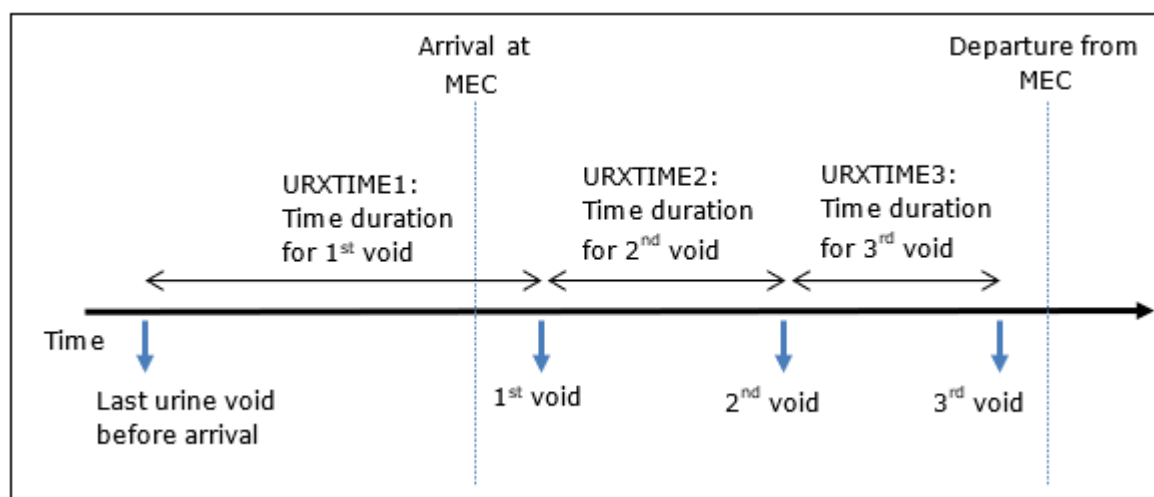 Arrival at
MEC
Departure from
MEC
URXTIME1:
Time duration
for 1st void
URXTIME2:
Time duration
for 2nd void
URXTIME3:
Time duration
for 3rd void
Time
Last urine void
before arrival
1st void
2nd void
3rd void